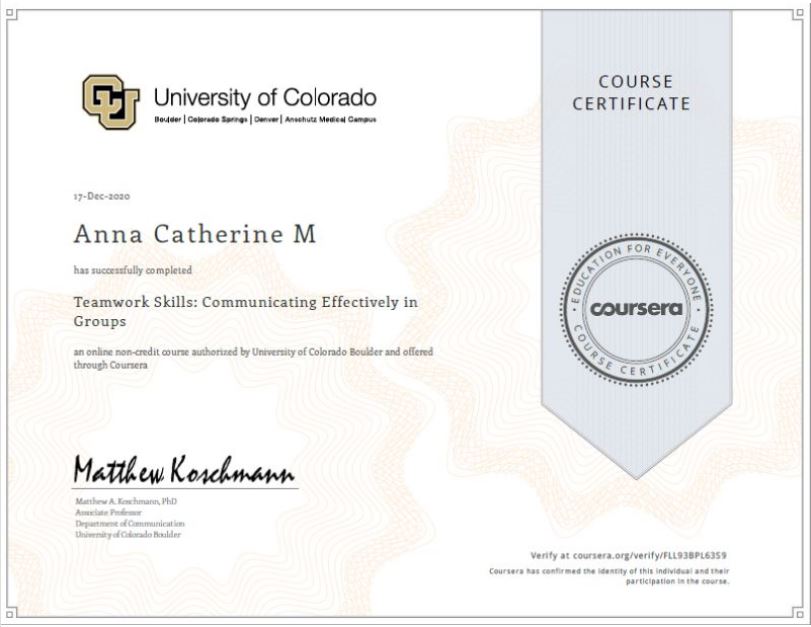 CU
University of Colorado
Boulder | Colorado Springs | Denver | Anschutz Medical Campus
COURSE
CERTIFICATE
17-Dec-2020
Anna Catherine M
has successfully completed
Teamwork Skills: Communicating Effectively in
Groups
an online non-credit course authorized by University of Colorado Boulder and offered
through Coursera
EDUCATION FOR EVERYONE
coursera
COURSE CERTIFICATE
Matthew Koschmann
Matthew A. Koschmann, PhD
Associate Professor
Department of Communication
University of Colorado Boulder
Verify at coursera.org/verify/FLL93BPL63S9
Coursera has confirmed the identity of this individual and their
participation in the course.